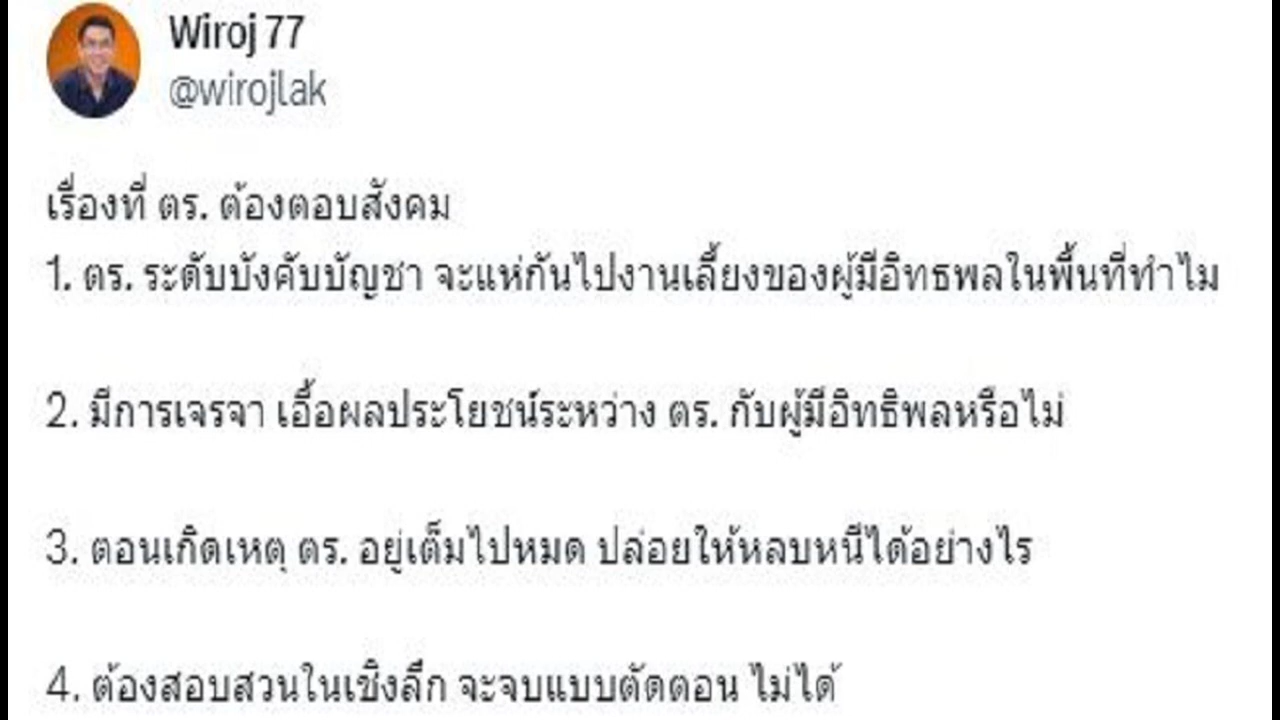 Wiroj 77
@wirojlak
เรื่องที่ ตร. ต้องตอบสังคม
1. ตร. ระดับบังคับบัญชา จะแห่กันไปงานเลี้ยงของผู้มีอิทธพลในพื้นที่ทำไม
2. มีการเจรจา เอื้อผลประโยชน์ระหว่าง ตร. กับผู้มีอิทธิพลหรือไม่
3. ตอนเกิดเหตุ ตร. อยู่เต็มไปหมด ปล่อยให้หลบหนีได้อย่างไร
4. ต้องสอบสวนในเชิงลึก จะจบแบบตัดตอน ไม่ได้